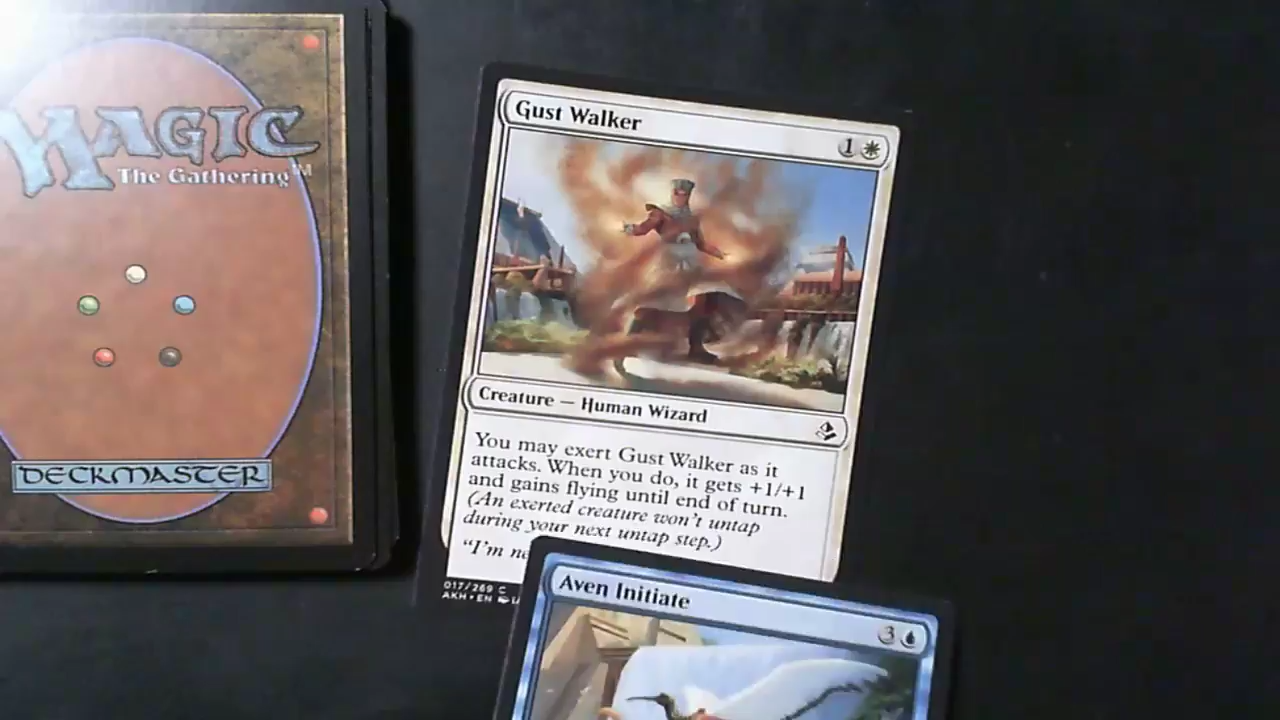 MAGIC
The Gathering™
DECKMASTER
Gust Walker
1
Creature — Human Wizard
You may exert Gust Walker as it
attacks. When you do, it gets +1/+1
and gains flying until end of turn.
(An exerted creature won't untap
during your next untap step.)
"I'm
017/269 C
AKH • EN
Aven Initiate
3